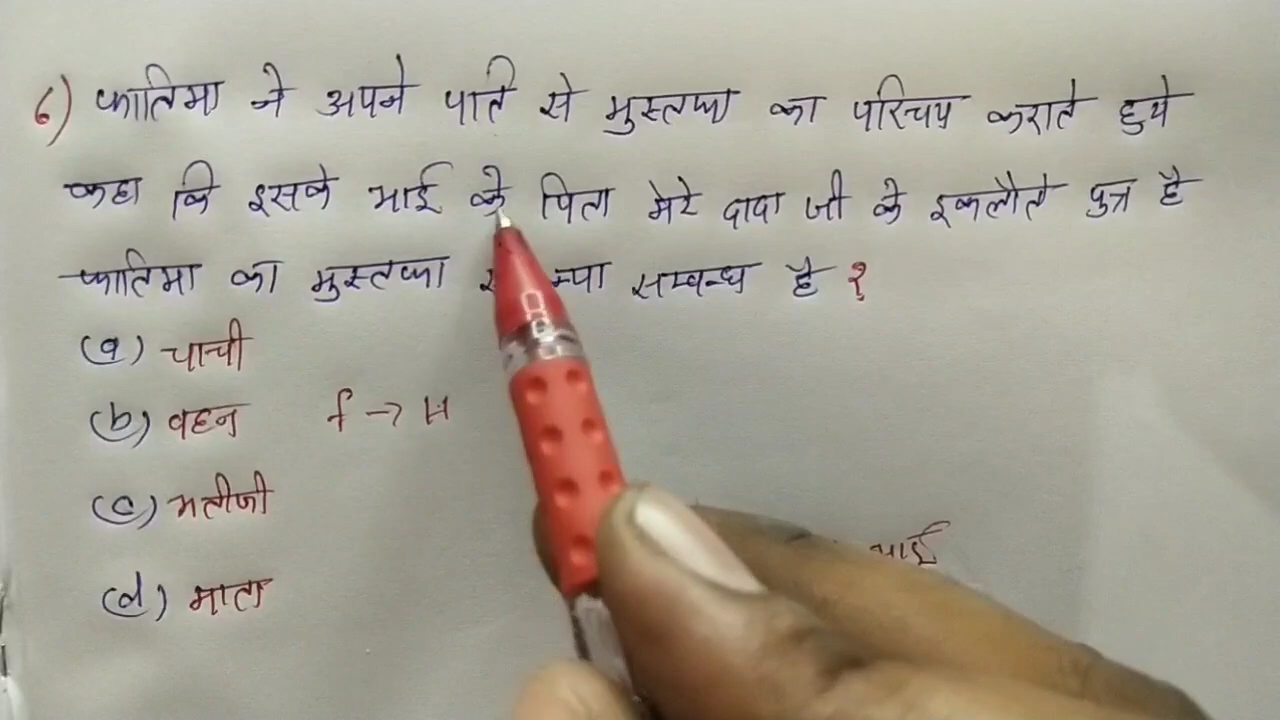 6) फातिमा ने अपने पति से मुस्तफा का परिचय कराते हुये
कहा कि इसके भाई के पिता मेरे दादा जी के इकलौते पुत्र है
फातिमा का मुस्तफा क्या सम्बन्ध है ?
(a) चाची
(b) बहन f → H
(c) भतीजी
भाई
(d) माता